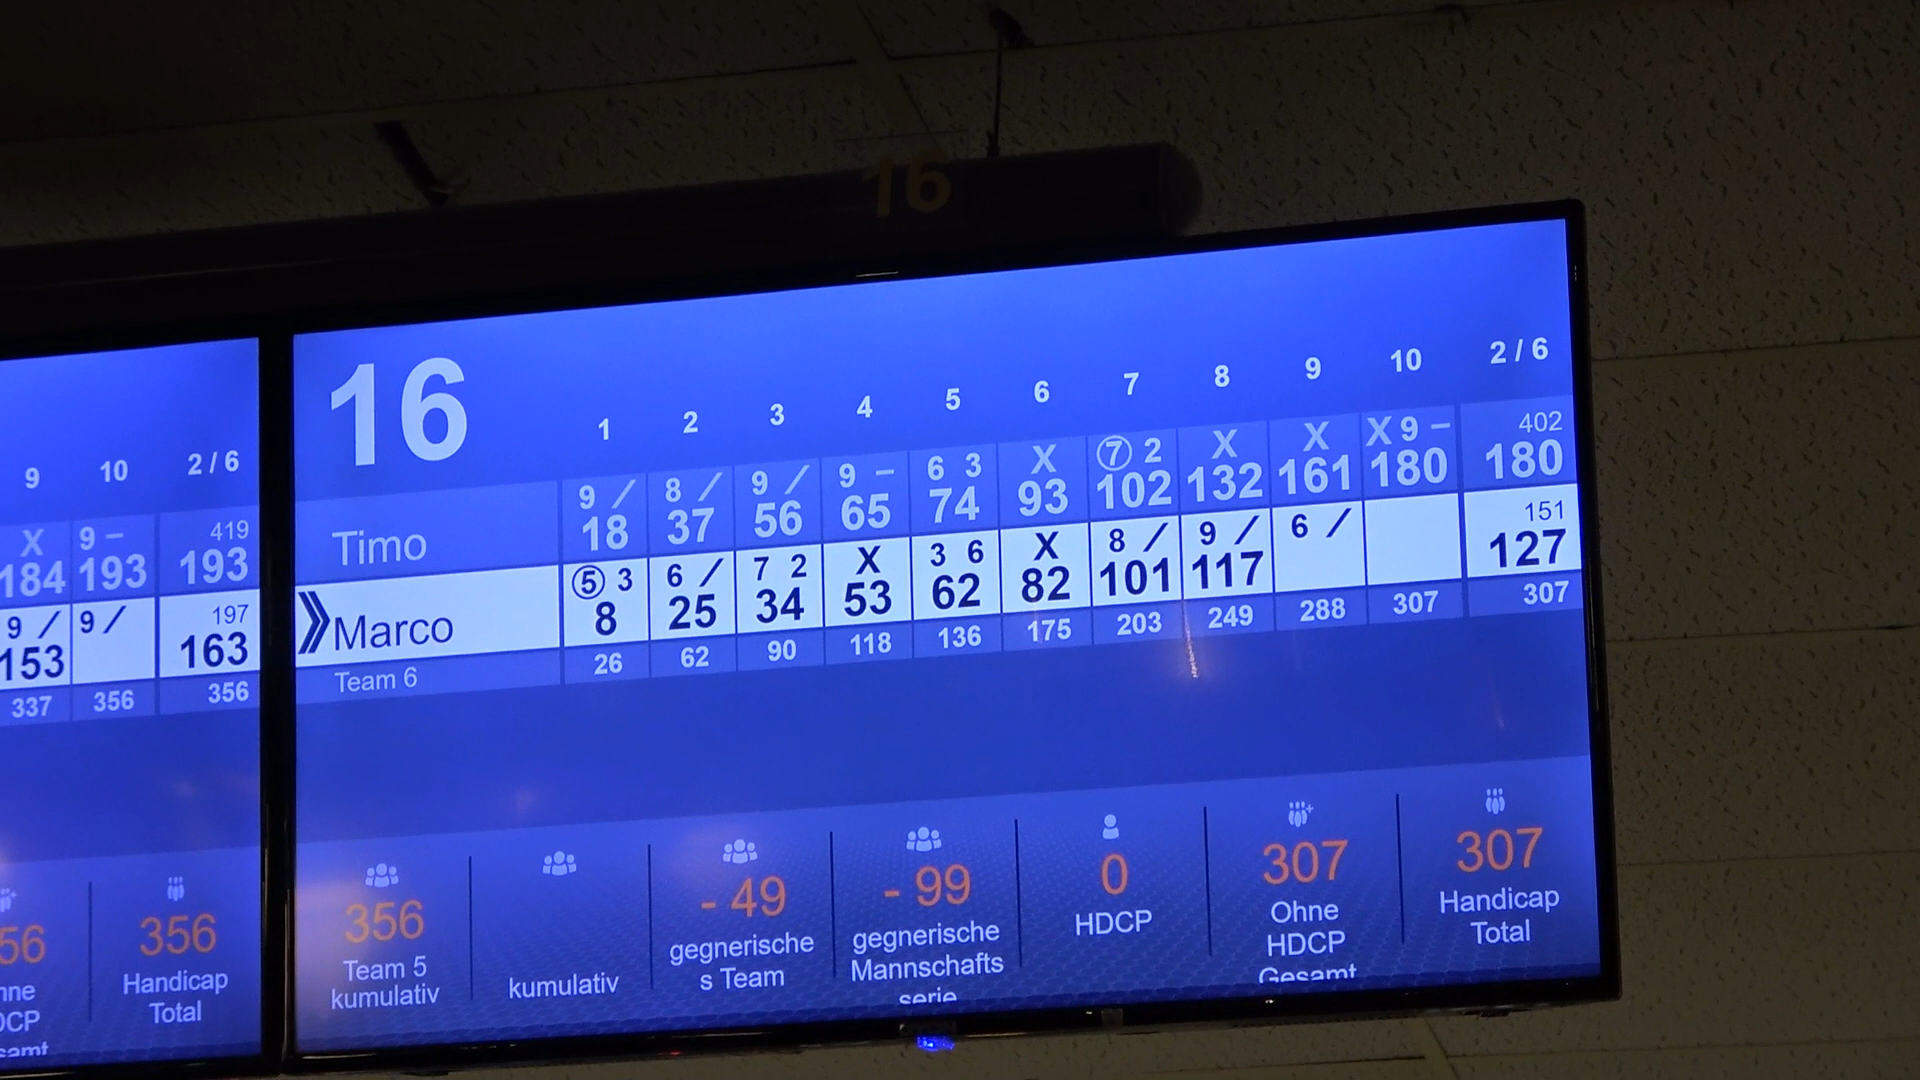 16
9 10 2/6
X 9 – 419
184 193 193
9 / 9 / 197
153 163
337 356 356
56 356
Handicap
Total
16 1 2 3 4 5 6 7 8 9 10 2/6
9 / 8 / 9 / 9 – 6 3 X 7 2 X X X 9 – 402
Timo 18 37 56 65 74 93 102 132 161 180 180
5 3 6 / 7 2 X 3 6 X 8 / 9 / 6 / 151
Marco 8 25 34 53 62 82 101 117 127
Team 6 26 62 90 118 136 175 203 249 288 307 307
356
Team 5
kumulativ
kumulativ
- 49
gegnerische
s Team
- 99
gegnerische
Mannschafts
serie
0
HDCP
307
Ohne
HDCP
Gesamt
307
Handicap
Total